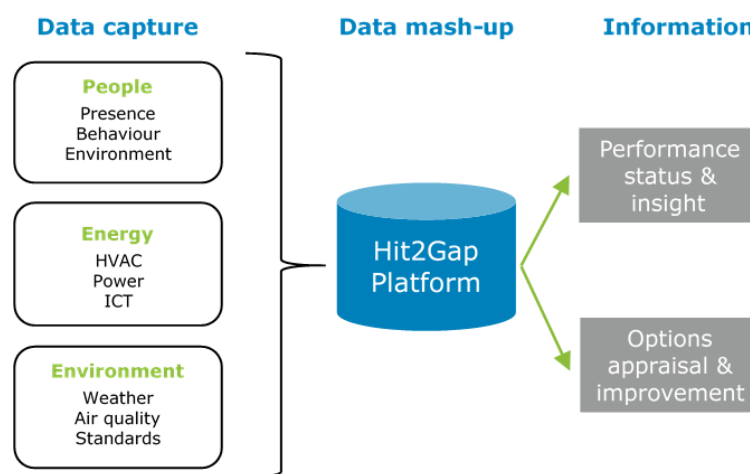 Data capture
Data mash-up
Information
People
Presence
Behaviour
Environment
Energy
HVAC
Power
ICT
Environment
Weather
Air quality
Standards
Hit2Gap
Platform
Performance
status &
insight
Options
appraisal &
improvement